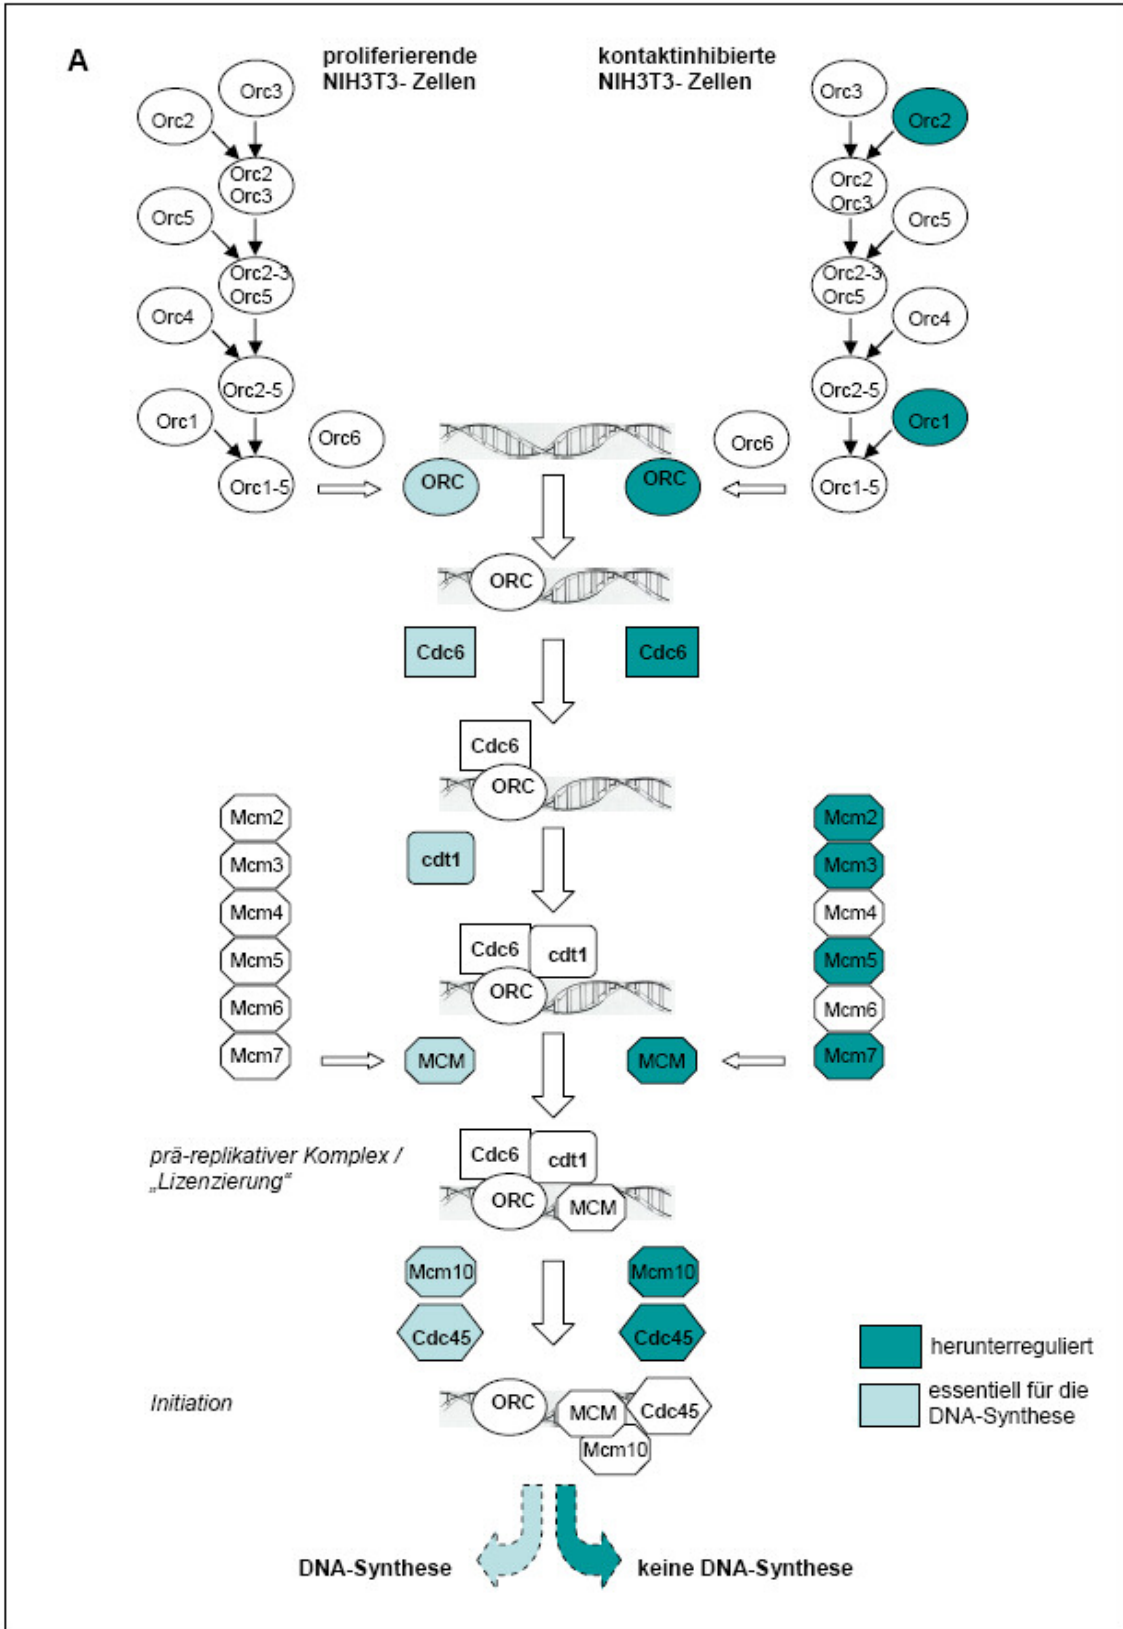 A
proliferierende
NIH3T3- Zellen
kontaktinhibierte
NIH3T3- Zellen
Orc3
Orc2
Orc2
Orc3
Orc5
Orc2-3
Orc5
Orc4
Orc2-5
Orc1
Orc1-5
Orc6
ORC
Orc3
Orc2
Orc2
Orc3
Orc5
Orc2-3
Orc5
Orc4
Orc2-5
Orc1
Orc1-5
Orc6
ORC
ORC
Cdc6
Cdc6
Cdc6
ORC
Mcm2
Mcm3
Mcm4
Mcm5
Mcm6
Mcm7
cdt1
Mcm2
Mcm3
Mcm4
Mcm5
Mcm6
Mcm7
Cdc6
cdt1
ORC
MCM
MCM
prä-replikativer Komplex /
„Lizenzierung“
Cdc6
cdt1
ORC
MCM
Mcm10
Mcm10
Cdc45
Cdc45
herunterreguliert
essentiell für die
DNA-Synthese
Initiation
ORC
MCM
Cdc45
Mcm10
DNA-Synthese
keine DNA-Synthese